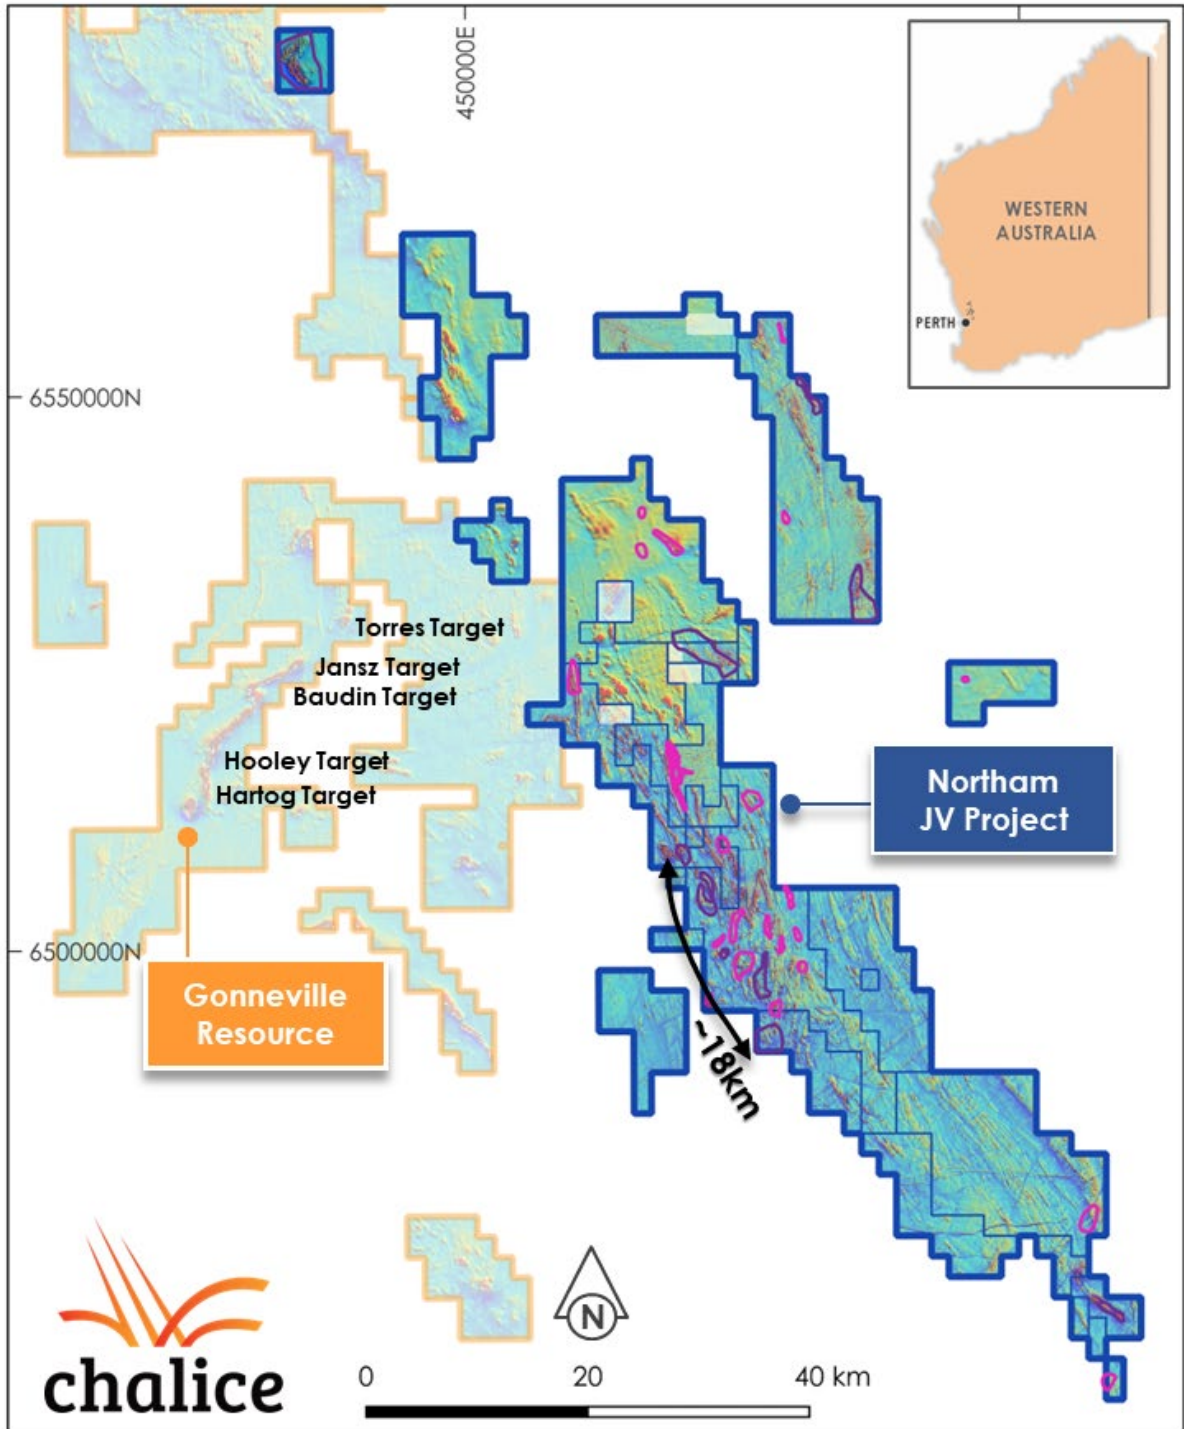 450000E
WESTERN
AUSTRALIA
PERTH
6550000N
Torres Target
Jansz Target
Baudin Target
Hooley Target
Hartog Target
Northam
JV Project
6500000N
Gonneville
Resource
~18km
N
chalice
0 20 40 km